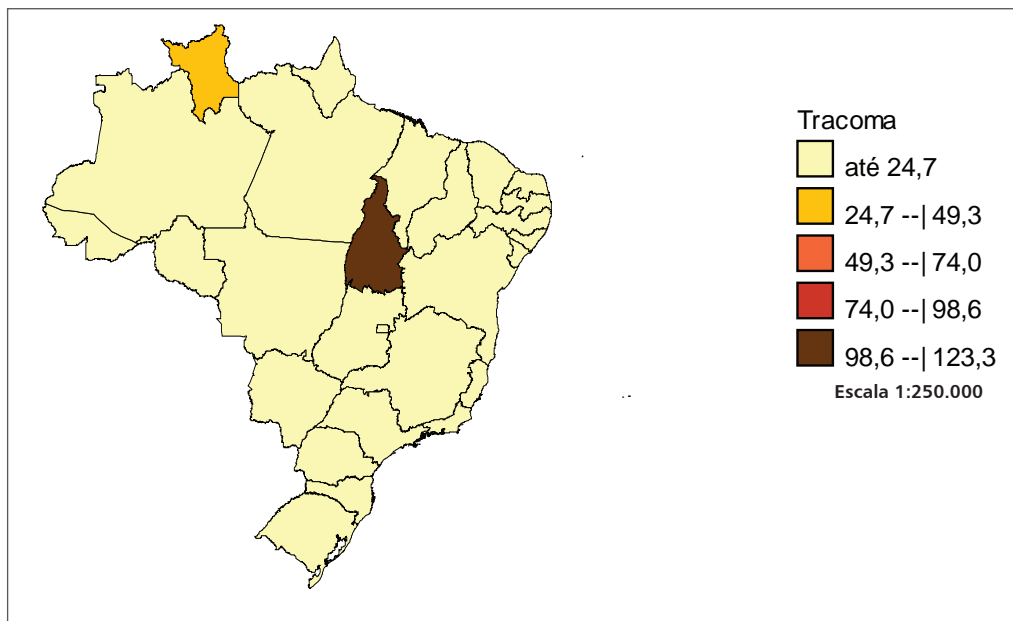 Tracoma
até 24,7
24,7 --| 49,3
49,3 --| 74,0
74,0 --| 98,6
98,6 --| 123,3
Escala 1:250.000